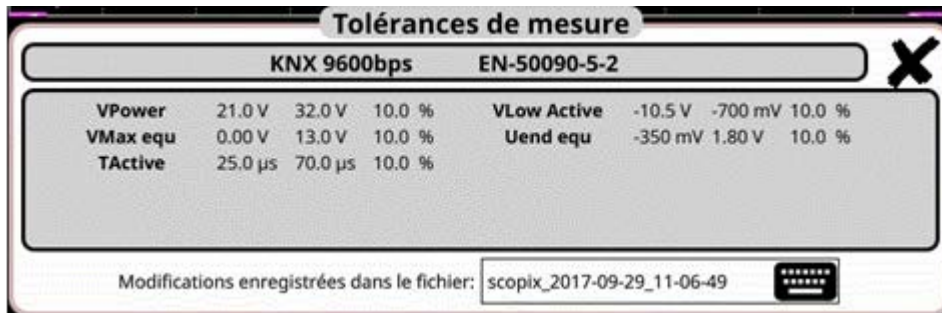 Tolérances de mesure
KNX 9600bps EN-50090-5-2
VPower 21.0 V 32.0 V 10.0 % VLow Active -10.5 V -700 mV 10.0 %
VMax equ 0.00 V 13.0 V 10.0 % Uend equ -350 mV 1.80 V 10.0 %
TActive 25.0 µs 70.0 µs 10.0 %
Modifications enregistrées dans le fichier: scopix_2017-09-29_11-06-49